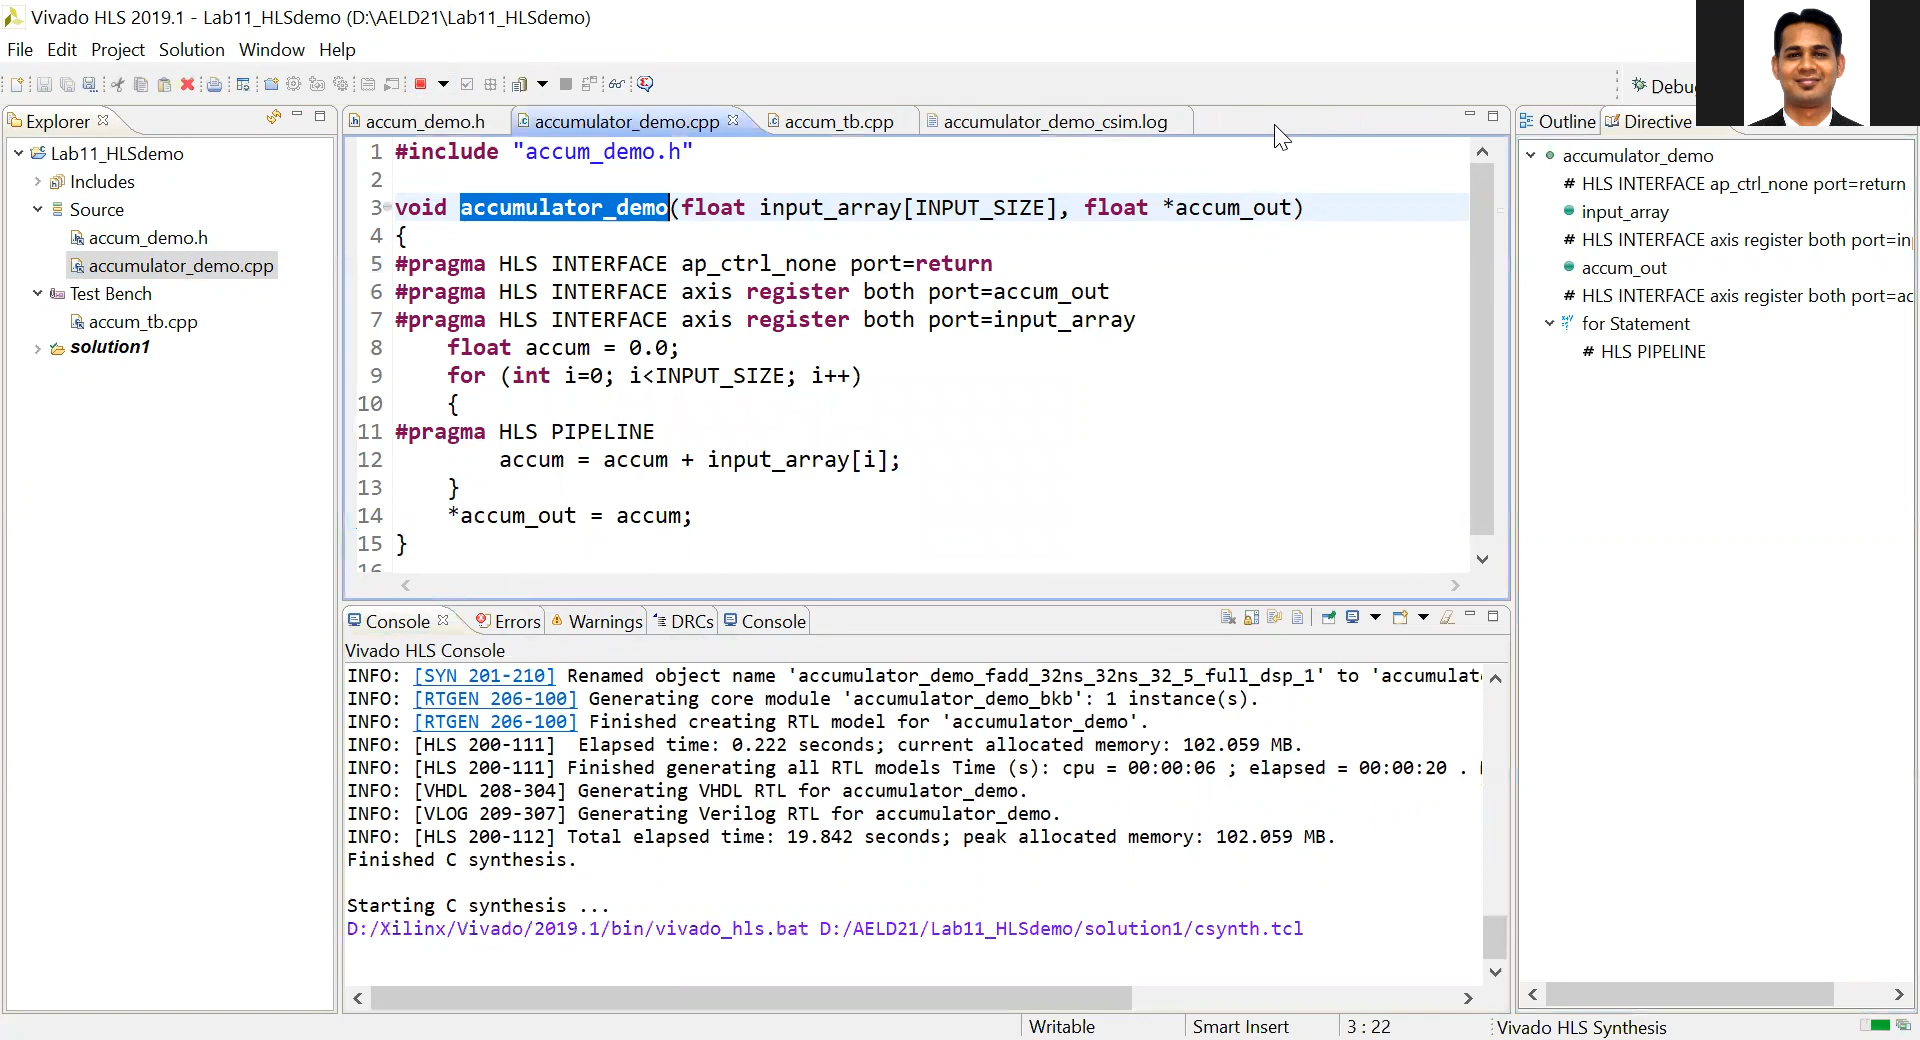 Vivado HLS 2019.1 - Lab11_HLSdemo (D:\AELD21\Lab11_HLSdemo)
File Edit Project Solution Window Help
Debug
Explorer
Lab11_HLSdemo
Includes
Source
accum_demo.h
accumulator_demo.cpp
Test Bench
accum_tb.cpp
solution1
accum_demo.h accumulator_demo.cpp accum_tb.cpp accumulator_demo_csim.log
1 #include "accum_demo.h"
2
3 void accumulator_demo(float input_array[INPUT_SIZE], float *accum_out)
4 {
5 #pragma HLS INTERFACE ap_ctrl_none port=return
6 #pragma HLS INTERFACE axis register both port=accum_out
7 #pragma HLS INTERFACE axis register both port=input_array
8 float accum = 0.0;
9 for (int i=0; i<INPUT_SIZE; i++)
10 {
11 #pragma HLS PIPELINE
12 accum = accum + input_array[i];
13 }
14 *accum_out = accum;
15 }
16
Console Errors Warnings DRCs Console
Vivado HLS Console
INFO: [SYN 201-210] Renamed object name 'accumulator_demo_fadd_32ns_32ns_32_5_full_dsp_1' to 'accumulat
INFO: [RTGEN 206-100] Generating core module 'accumulator_demo_bkb': 1 instance(s).
INFO: [RTGEN 206-100] Finished creating RTL model for 'accumulator_demo'.
INFO: [HLS 200-111]  Elapsed time: 0.222 seconds; current allocated memory: 102.059 MB.
INFO: [HLS 200-111] Finished generating all RTL models Time (s): cpu = 00:00:06 ; elapsed = 00:00:20 .
INFO: [VHDL 208-304] Generating VHDL RTL for accumulator_demo.
INFO: [VLOG 209-307] Generating Verilog RTL for accumulator_demo.
INFO: [HLS 200-112] Total elapsed time: 19.842 seconds; peak allocated memory: 102.059 MB.
Finished C synthesis.
Starting C synthesis ...
D:/Xilinx/Vivado/2019.1/bin/vivado_hls.bat D:/AELD21/Lab11_HLSdemo/solution1/csynth.tcl
Outline Directive
accumulator_demo
# HLS INTERFACE ap_ctrl_none port=return
input_array
# HLS INTERFACE axis register both port=in
accum_out
# HLS INTERFACE axis register both port=ac
for Statement
# HLS PIPELINE
Writable Smart Insert 3 : 22 Vivado HLS Synthesis